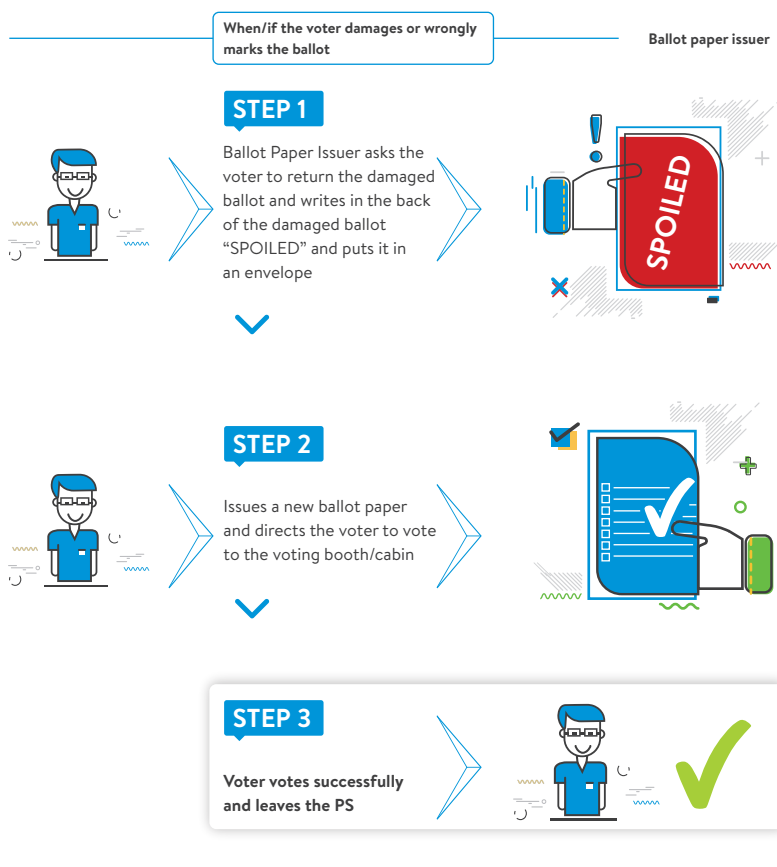 When/if the voter damages or wrongly
marks the ballot
Ballot paper issuer
STEP 1
Ballot Paper Issuer asks the
voter to return the damaged
ballot and writes in the back
of the damaged ballot
“SPOILED” and puts it in
an envelope
SPOILED
STEP 2
Issues a new ballot paper
and directs the voter to vote
to the voting booth/cabin
STEP 3
Voter votes successfully
and leaves the PS